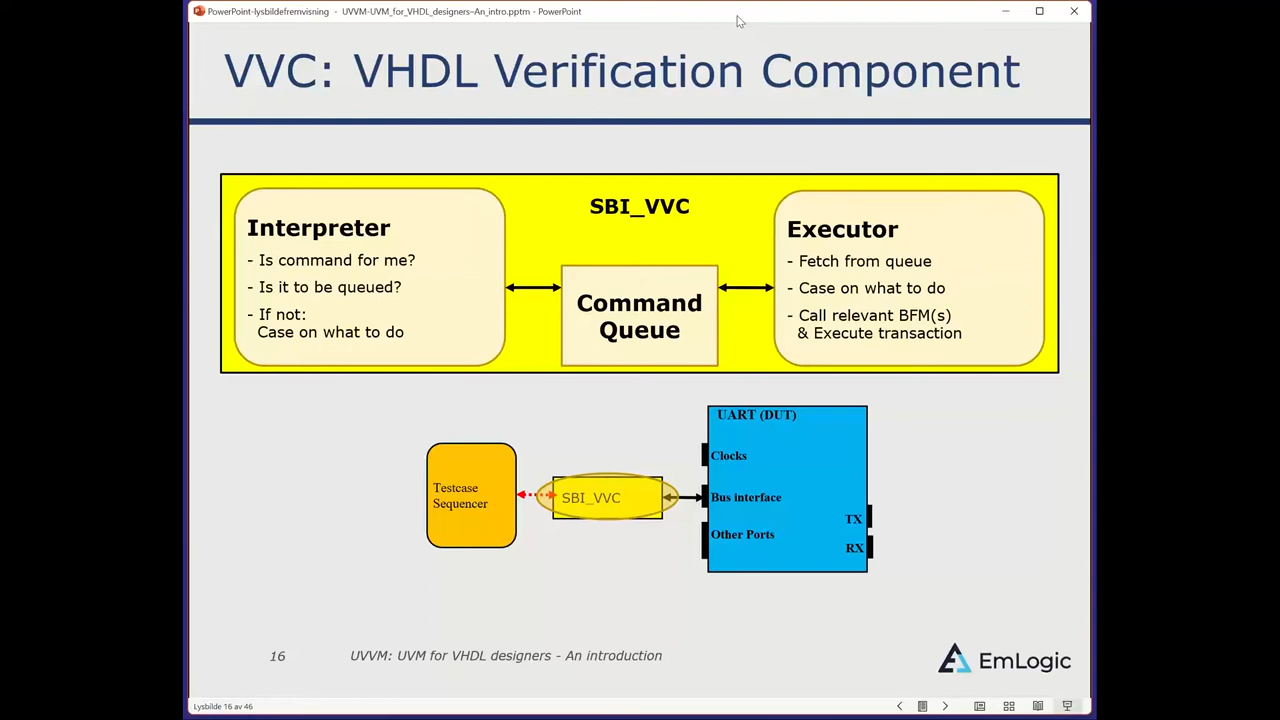 PowerPoint-lysbildefremvisning - UVVM-UVM_for_VHDL_designers–An_intro.pptm - PowerPoint
VVC: VHDL Verification Component
SBI_VVC
Interpreter
- Is command for me?
- Is it to be queued?
- If not:
Case on what to do
Command
Queue
Executor
- Fetch from queue
- Case on what to do
- Call relevant BFM(s)
& Execute transaction
Testcase
Sequencer
SBI_VVC
UART (DUT)
Clocks
Bus interface
Other Ports
TX
RX
16
UVVM: UVM for VHDL designers - An introduction
EmLogic
Lysbilde 16 av 46